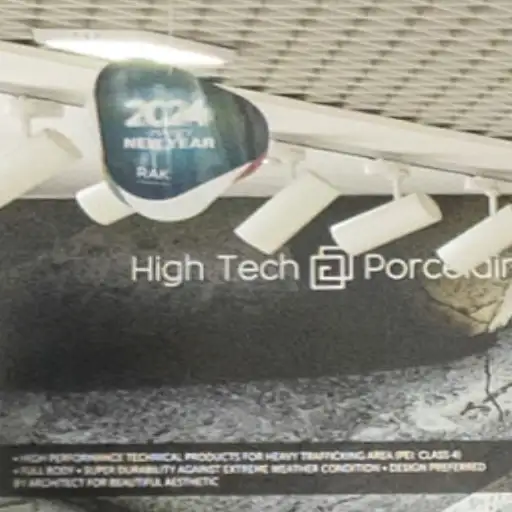 2024
HAPPY
NEW YEAR
RAK
High Tech Porcelain
• HIGH PERFORMANCE TECHNICAL PRODUCTS FOR HEAVY TRAFFICKING AREA (PEI: CLASS-4)
• FULL BODY • SUPER DURABILITY AGAINST EXTREME WEATHER CONDITION • DESIGN PREFERRED
BY ARCHITECT FOR BEAUTIFUL AESTHETIC